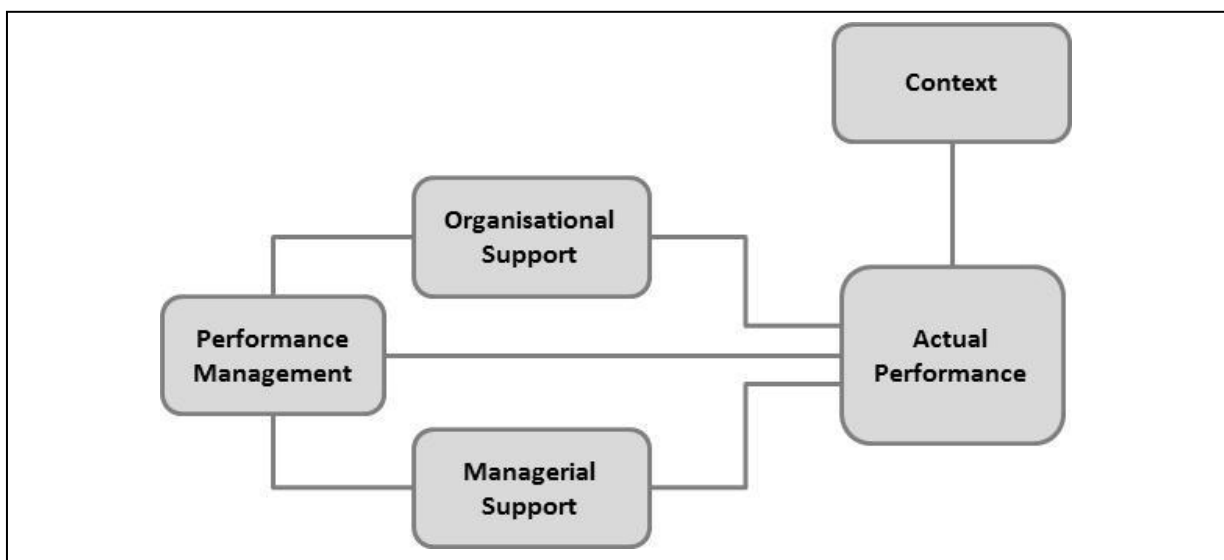 Context
Organisational
Support
Performance
Management
Actual
Performance
Managerial
Support